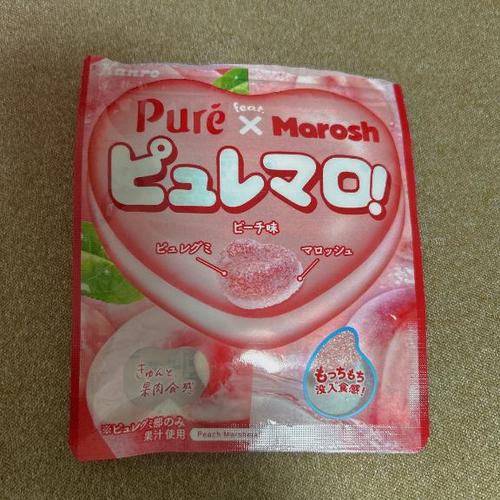 Kanro
Puré feat. × Marosh
ピュレマロ!
ピーチ味
ピュレグミ
マロッシュ
きゅんと
果肉食感
もっちもち
没入食感!
※ピュレグミ部のみ
果汁使用
Peach Marshmallow